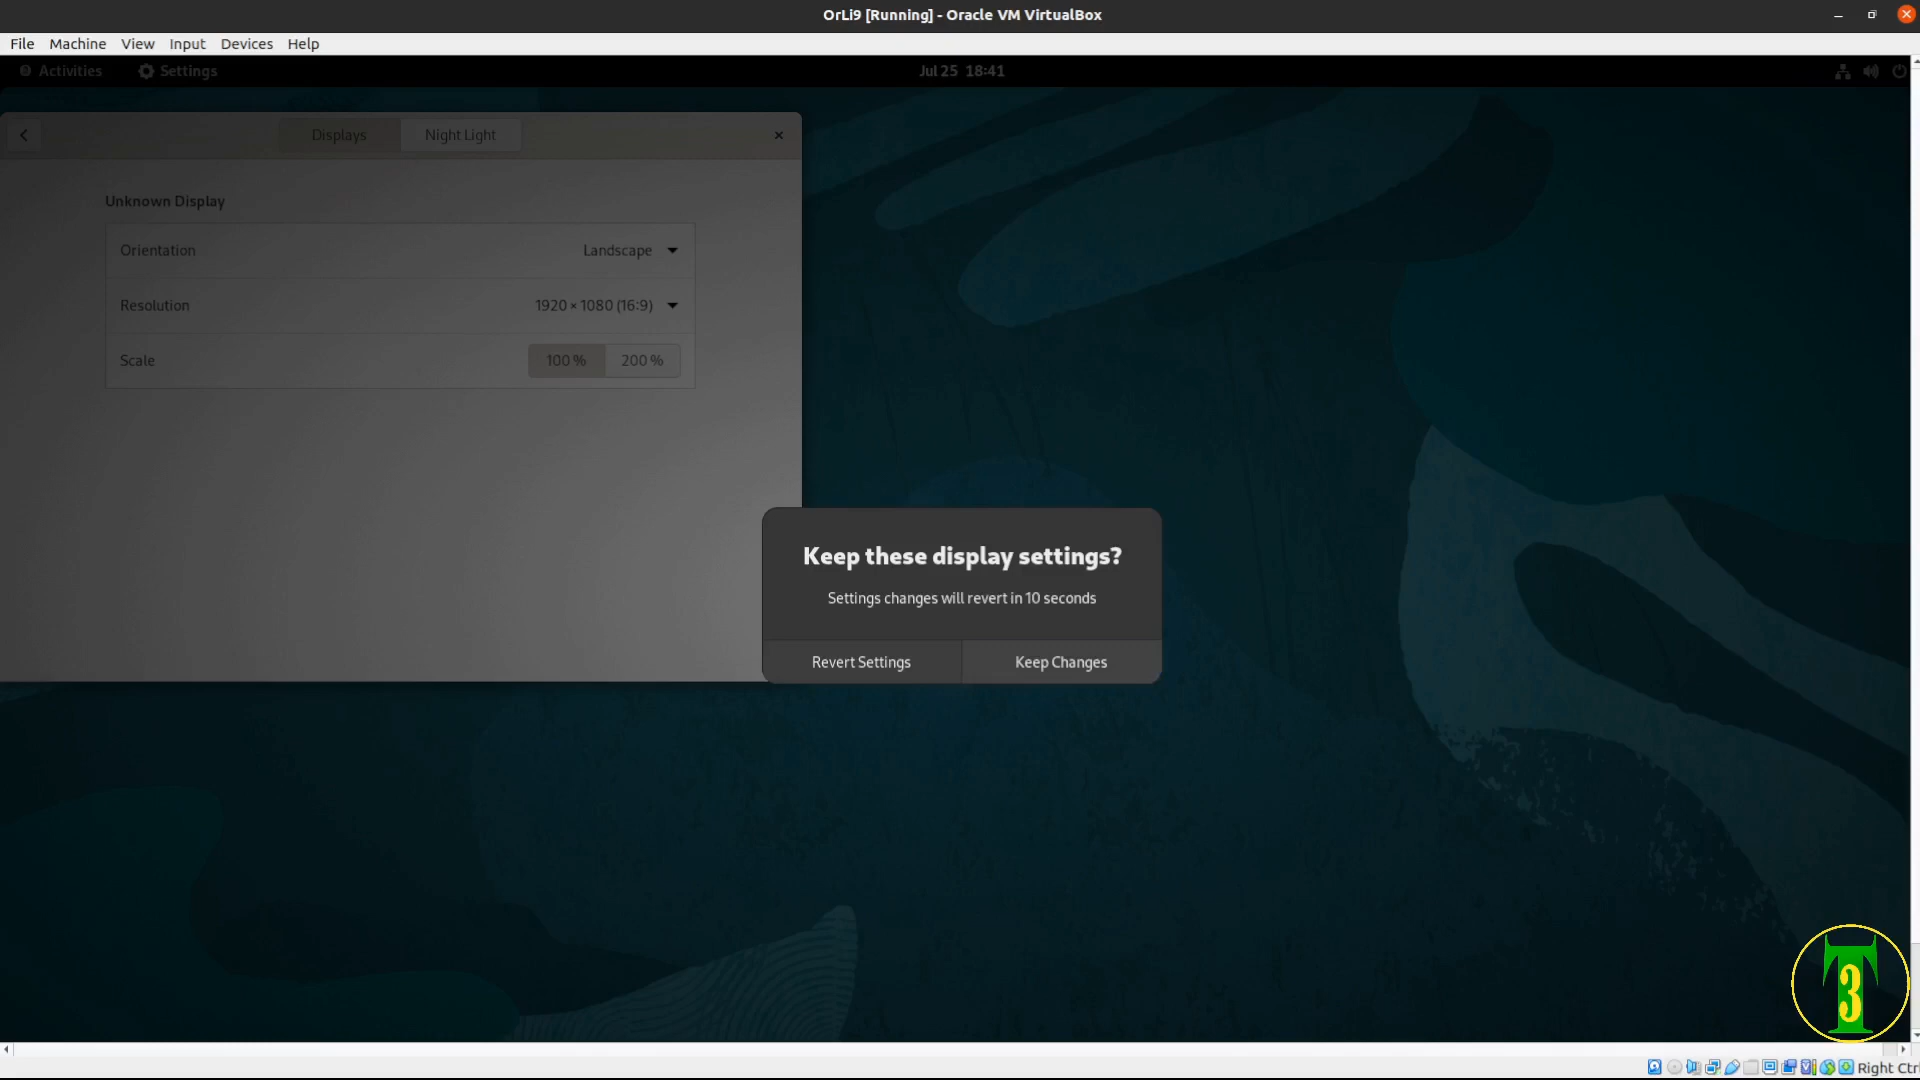 OrLi9 [Running] - Oracle VM VirtualBox
File Machine View Input Devices Help
Activities Settings Jul 25 18:41
Displays Night Light
Unknown Display
Orientation Landscape
Resolution 1920 × 1080 (16:9)
Scale 100 % 200 %
Keep these display settings?
Settings changes will revert in 10 seconds
Revert Settings Keep Changes
T
3
Right Ctrl